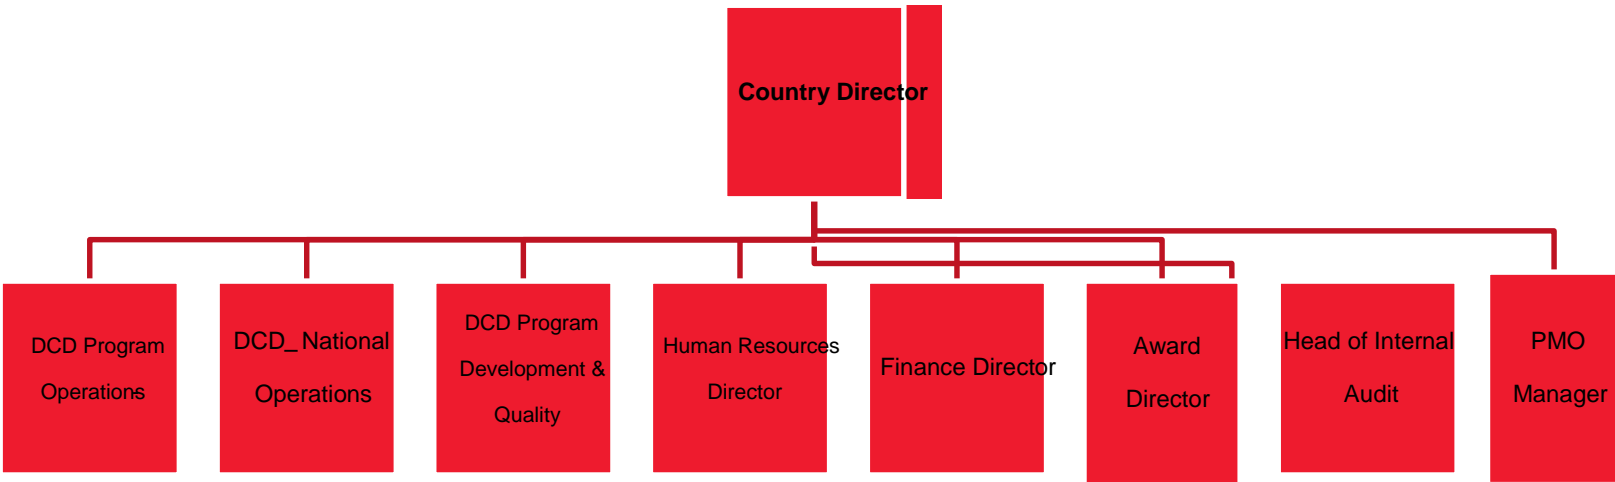 Country Director
DCD Program
Operations
DCD_ National
Operations
DCD Program
Development &
Quality
Human Resources
Director
Finance Director
Award
Director
Head of Internal
Audit
PMO
Manager